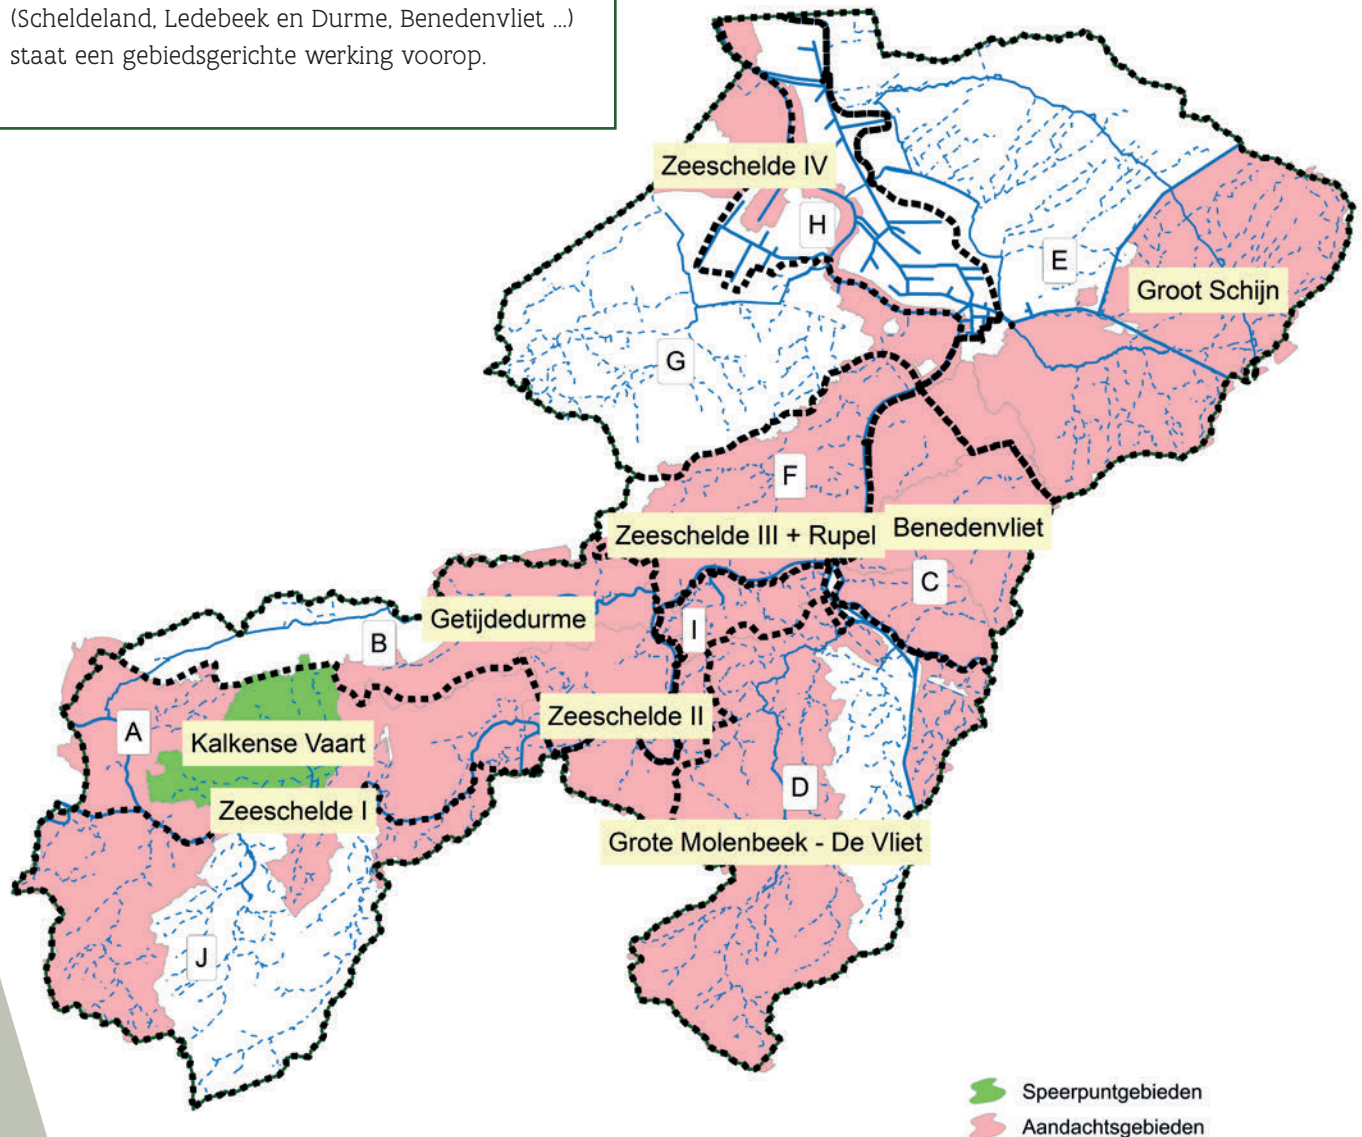 (Scheldeland, Ledebeek en Durme, Benedenvliet ...)
staat een gebiedsgerichte werking voorop.
Zeeschelde IV
H
E
Groot Schijn
G
F
Zeeschelde III + Rupel
Benedenvliet
C
Getijdedurme
I
B
Zeeschelde II
A
Kalkense Vaart
D
Zeeschelde I
Grote Molenbeek - De Vliet
J
Speerpuntgebieden
Aandachtsgebieden